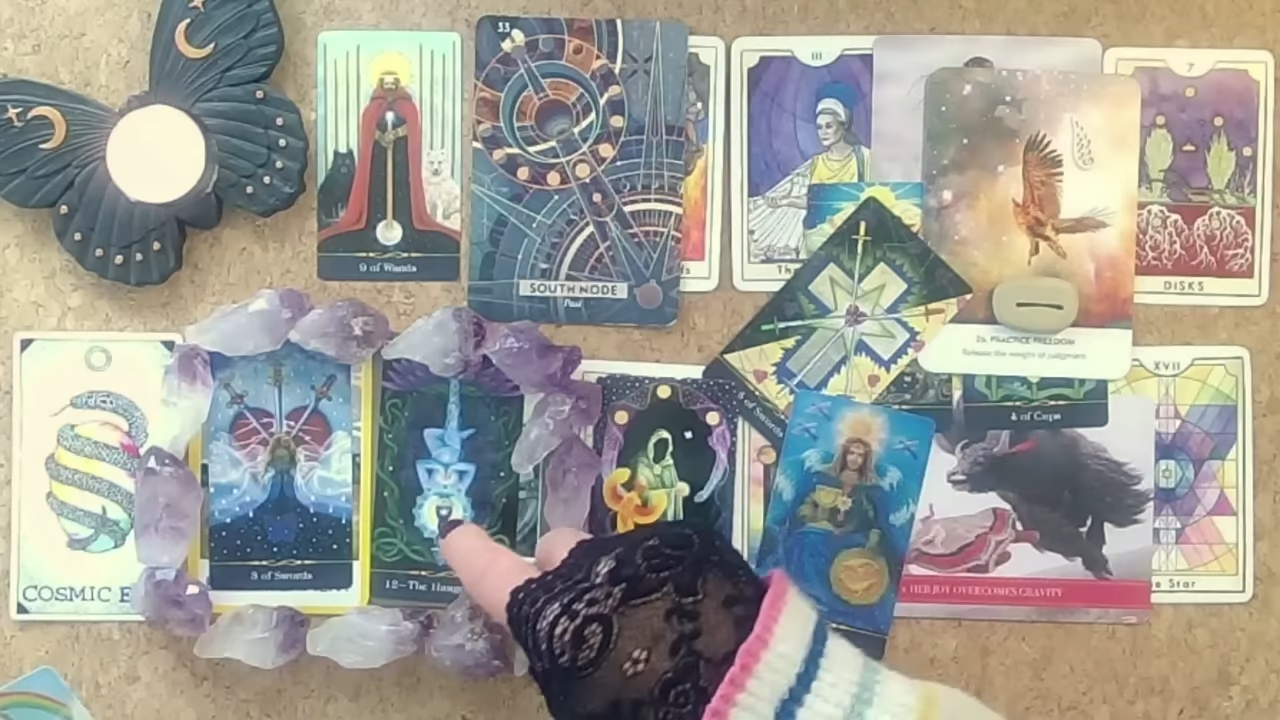 9 of Wands
33
SOUTH NODE
Past
III
Th
PRACTICE FREEDOM
Release the weight of judgment.
7
DISKS
COSMIC E
3 of Swords
12-The Hang
of Swords
4 of Cups
HER JOY OVERCOMES GRAVITY
XVII
e Star